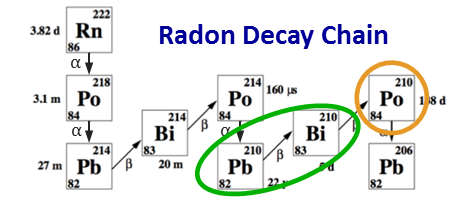 Radon Decay Chain
222
3.82 d Rn
86
α
218
3.1 m Po
84
α
214
27 m Pb
82
β
214
Bi
83
20 m
β
214
Po 160 µs
84
α
210
Pb
82
β
210
Bi
83
β
210
Po
84
α
206
Pb
82